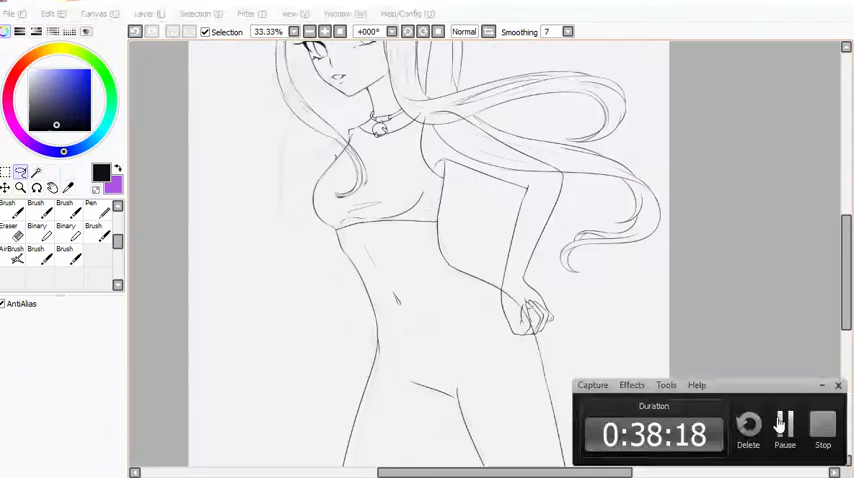 File (F) Edit (E) Canvas (C) Layer (L) Selection (S) Filter (T) View (V) Window (W) Help/Config (H)
Selection 33.33% +000° Normal Smoothing 7
Brush Brush Brush Pen
Eraser Binary Binary Brush
AirBrush Brush Brush
AntiAlias
Capture Effects Tools Help
Duration
0:38:18
Delete Pause Stop